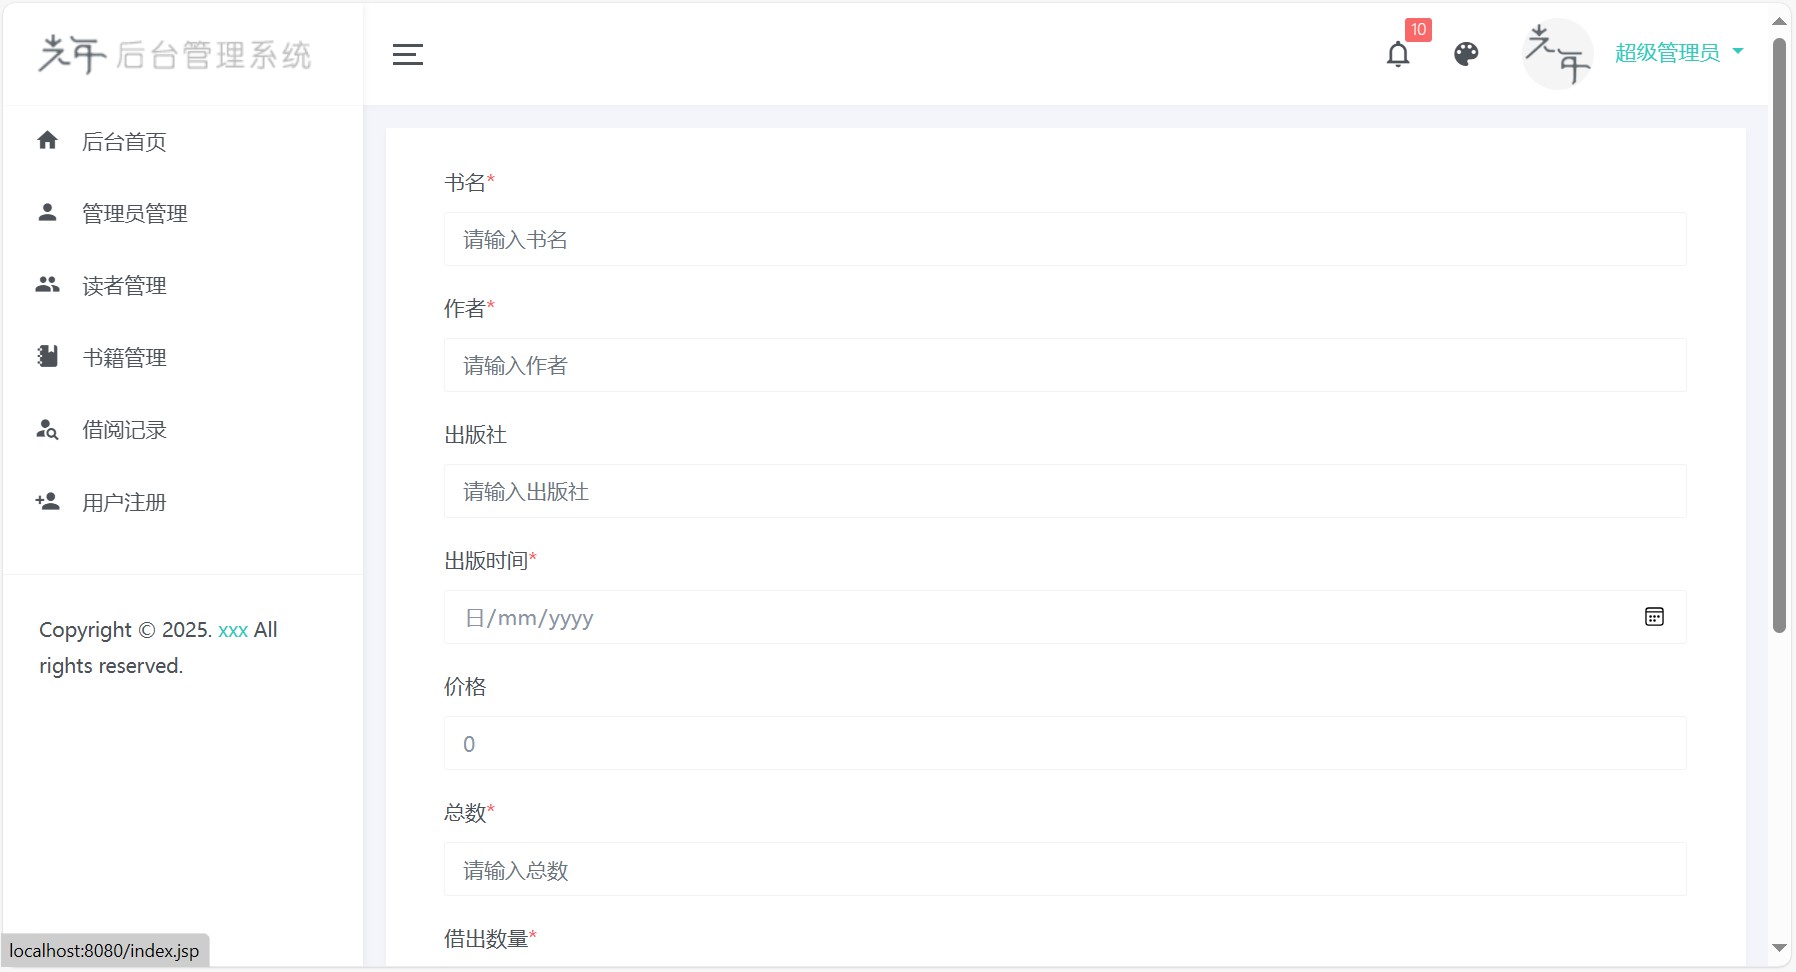 光年 后台管理系统
10
光年
超级管理员
后台首页
管理员管理
读者管理
书籍管理
借阅记录
用户注册
Copyright © 2025. xxx All
rights reserved.
书名*
请输入书名
作者*
请输入作者
出版社
请输入出版社
出版时间*
日/mm/yyyy
价格
0
总数*
请输入总数
借出数量*
localhost:8080/index.jsp